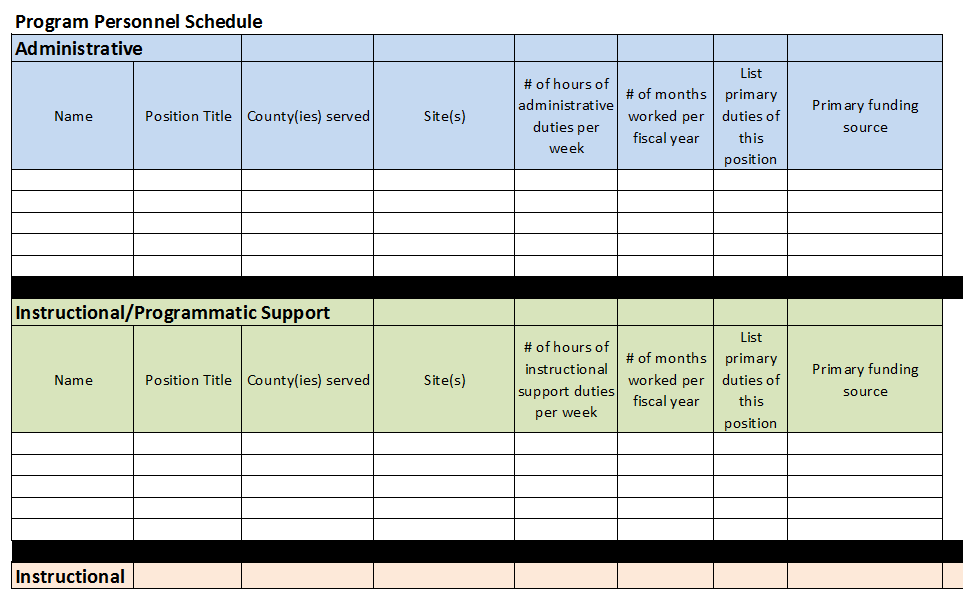 Program Personnel Schedule
Administrative
Name
Position Title
County(ies) served
Site(s)
# of hours of
administrative
duties per
week
# of months
worked per
fiscal year
List
primary
duties of
this
position
Primary funding
source
Instructional/Programmatic Support
Name
Position Title
County(ies) served
Site(s)
# of hours of
instructional
support duties
per week
# of months
worked per
fiscal year
List
primary
duties of
this
position
Primary funding
source
Instructional